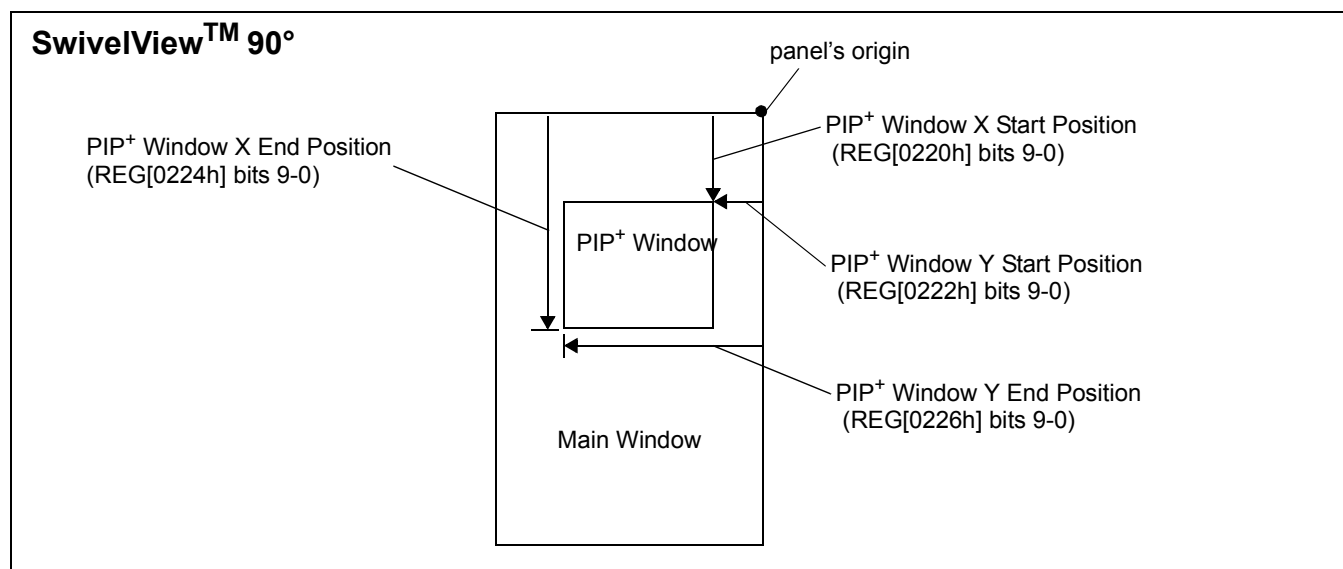 SwivelView™ 90°
panel's origin
PIP+ Window X End Position
(REG[0224h] bits 9-0)
PIP+ Window X Start Position
(REG[0220h] bits 9-0)
PIP+ Window
PIP+ Window Y Start Position
(REG[0222h] bits 9-0)
PIP+ Window Y End Position
(REG[0226h] bits 9-0)
Main Window